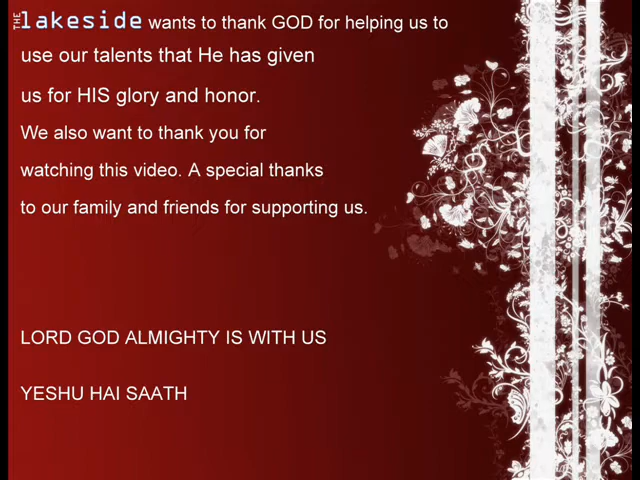 THE lakeside wants to thank GOD for helping us to
use our talents that He has given
us for HIS glory and honor.
We also want to thank you for
watching this video. A special thanks
to our family and friends for supporting us.
LORD GOD ALMIGHTY IS WITH US
YESHU HAI SAATH